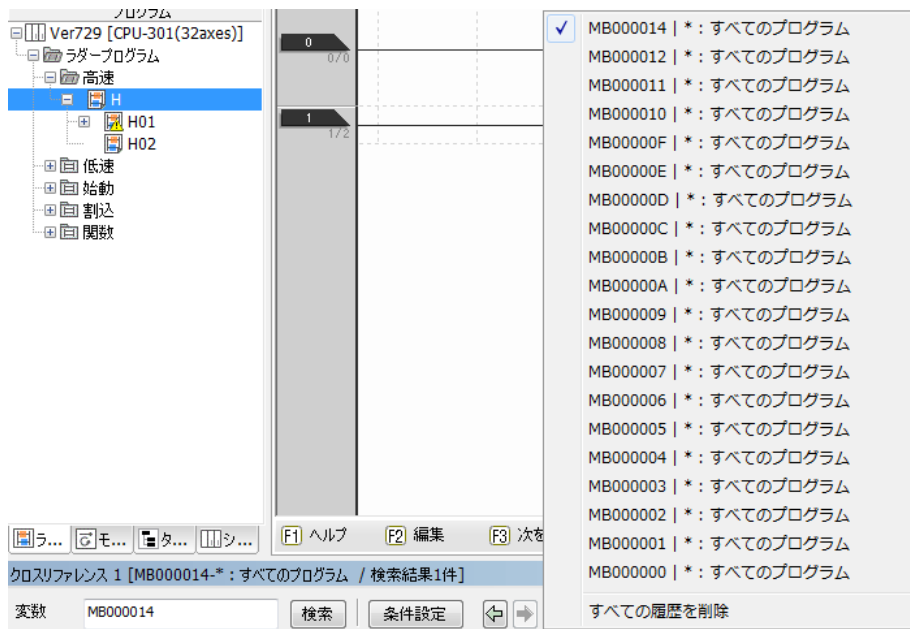 プログラム
Ver729 [CPU-301(32axes)]
ラダープログラム
高速
H
H01
H02
低速
始動
割込
関数
0
0/0
1
1/2
MB000014 | * : すべてのプログラム
MB000012 | * : すべてのプログラム
MB000011 | * : すべてのプログラム
MB000010 | * : すべてのプログラム
MB00000F | * : すべてのプログラム
MB00000E | * : すべてのプログラム
MB00000D | * : すべてのプログラム
MB00000C | * : すべてのプログラム
MB00000B | * : すべてのプログラム
MB00000A | * : すべてのプログラム
MB000009 | * : すべてのプログラム
MB000008 | * : すべてのプログラム
MB000007 | * : すべてのプログラム
MB000006 | * : すべてのプログラム
MB000005 | * : すべてのプログラム
MB000004 | * : すべてのプログラム
MB000003 | * : すべてのプログラム
MB000002 | * : すべてのプログラム
MB000001 | * : すべてのプログラム
MB000000 | * : すべてのプログラム
すべての履歴を削除
ラ... モ... タ... シ...
F1 ヘルプ F2 編集 F3 次を
クロスリファレンス 1 [MB000014-* : すべてのプログラム / 検索結果1件]
変数 MB000014 検索 条件設定